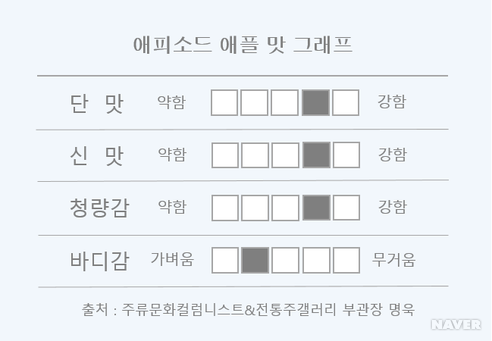 에피소드 애플 맛 그래프
단 맛 약함 강함
신 맛 약함 강함
청량감 약함 강함
바디감 가벼움 무거움
출처 : 주류문화컬럼니스트&전통주갤러리 부관장 명욱
NAVER